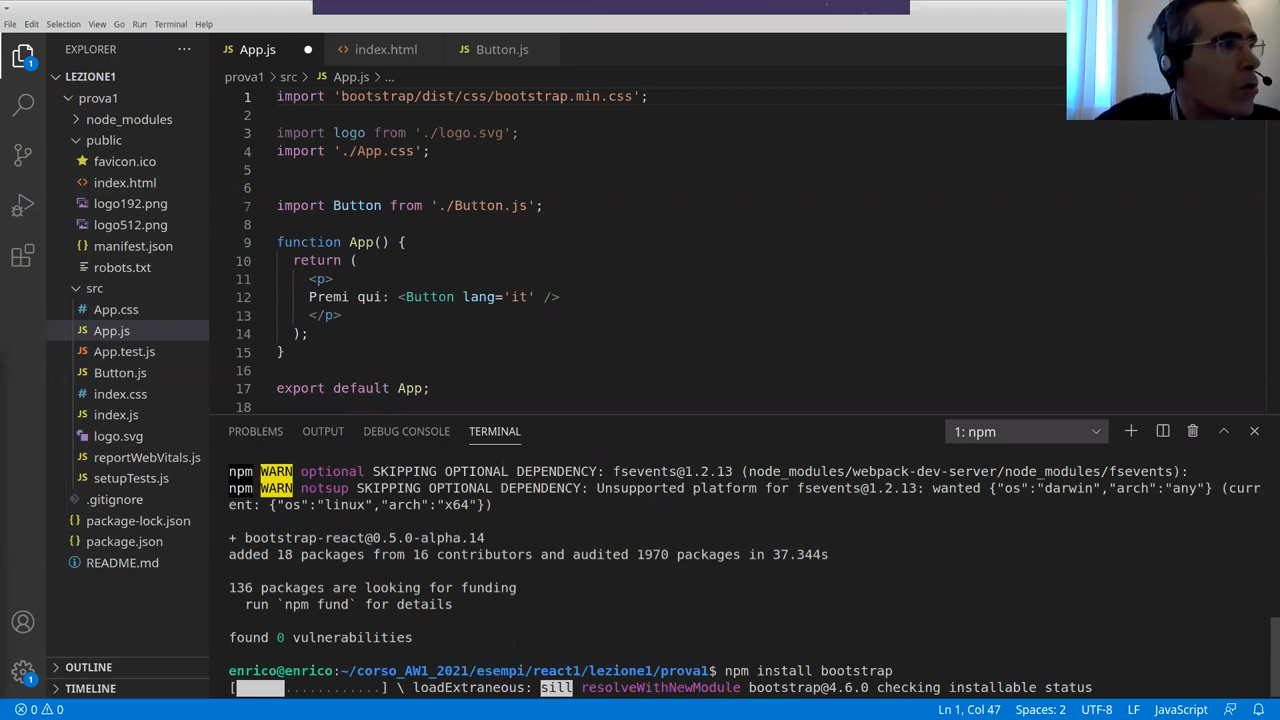 File Edit Selection View Go Run Terminal Help
EXPLORER
LEZIONE1
prova1
node_modules
public
favicon.ico
index.html
logo192.png
logo512.png
manifest.json
robots.txt
src
App.css
App.js
App.test.js
Button.js
index.css
index.js
logo.svg
reportWebVitals.js
setupTests.js
.gitignore
package-lock.json
package.json
README.md
OUTLINE
TIMELINE
JS App.js
index.html
JS Button.js
prova1 > src > JS App.js > ...
1 import 'bootstrap/dist/css/bootstrap.min.css';
2
3 import logo from './logo.svg';
4 import './App.css';
5
6
7 import Button from './Button.js';
8
9 function App() {
10 return (
11 <p>
12 Premi qui: <Button lang='it' />
13 </p>
14 );
15 }
16
17 export default App;
18
PROBLEMS OUTPUT DEBUG CONSOLE TERMINAL
1: npm
npm WARN optional SKIPPING OPTIONAL DEPENDENCY: fsevents@1.2.13 (node_modules/webpack-dev-server/node_modules/fsevents):
npm WARN notsup SKIPPING OPTIONAL DEPENDENCY: Unsupported platform for fsevents@1.2.13: wanted {"os":"darwin","arch":"any"} (curr
ent: {"os":"linux","arch":"x64"})
+ bootstrap-react@0.5.0-alpha.14
added 18 packages from 16 contributors and audited 1970 packages in 37.344s
136 packages are looking for funding
run `npm fund` for details
found 0 vulnerabilities
enrico@enrico:~/corso_AW1_2021/esempi/react1/lezione1/prova1$ npm install bootstrap
[ ............] \ loadExtraneous: sill resolveWithNewModule bootstrap@4.6.0 checking installable status
0 0
Ln 1, Col 47 Spaces: 2 UTF-8 LF JavaScript